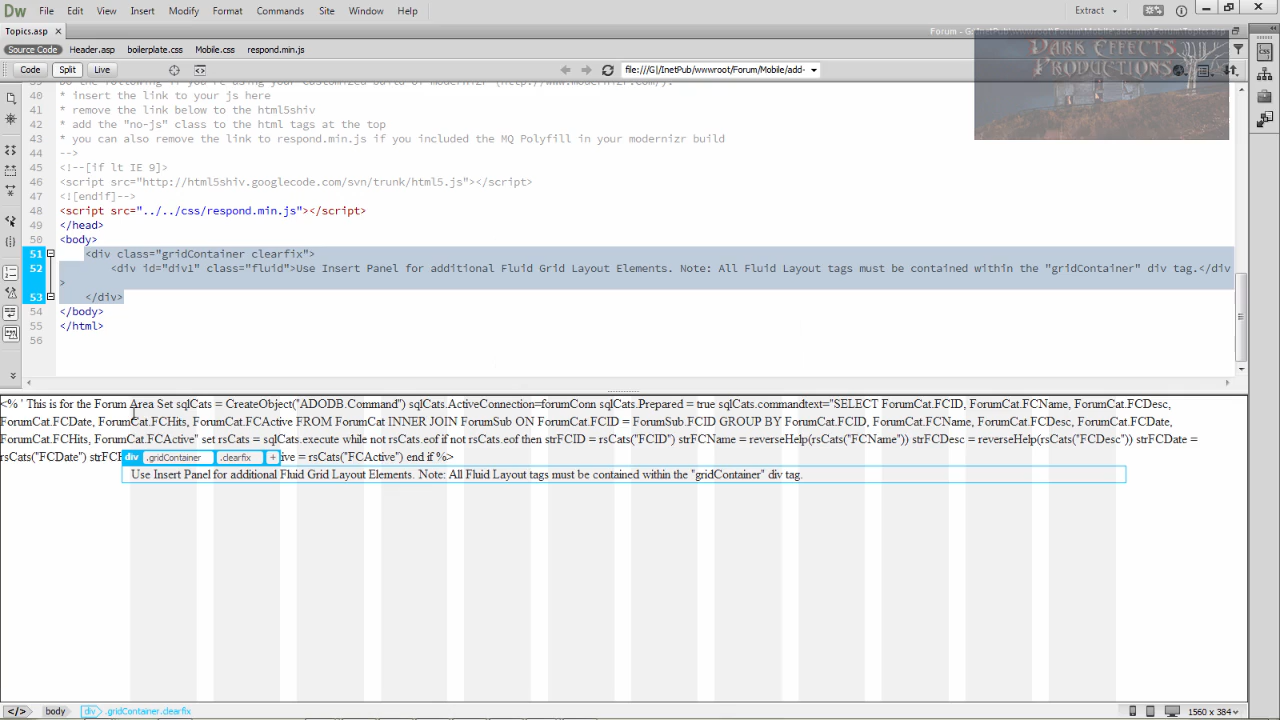 Dw File Edit View Insert Modify Format Commands Site Window Help Extract
Topics.asp
Source Code Header.asp boilerplate.css Mobile.css respond.min.js
Code Split Live file:///G|/InetPub/wwwroot/Forum/Mobile/add-
DARK EFFECTS
PRODUCTIONS
40 * insert the link to your js here
41 * remove the link below to the html5shiv
42 * add the "no-js" class to the html tags at the top
43 * you can also remove the link to respond.min.js if you included the MQ Polyfill in your modernizr build
44 -->
45 <!--[if lt IE 9]>
46 <script src="http://html5shiv.googlecode.com/svn/trunk/html5.js"></script>
47 <![endif]-->
48 <script src="../../css/respond.min.js"></script>
49 </head>
50 <body>
51 <div class="gridContainer clearfix">
52 <div id="div1" class="fluid">Use Insert Panel for additional Fluid Grid Layout Elements. Note: All Fluid Layout tags must be contained within the "gridContainer" div tag.</div
>
53 </div>
54 </body>
55 </html>
56
<% ' This is for the Forum Area Set sqlCats = CreateObject("ADODB.Command") sqlCats.ActiveConnection=forumConn sqlCats.Prepared = true sqlCats.commandtext="SELECT ForumCat.FCID, ForumCat.FCName, ForumCat.FCDesc,
ForumCat.FCDate, ForumCat.FCHits, ForumCat.FCActive FROM ForumCat INNER JOIN ForumSub ON ForumCat.FCID = ForumSub.FCID GROUP BY ForumCat.FCID, ForumCat.FCName, ForumCat.FCDesc, ForumCat.FCDate,
ForumCat.FCHits, ForumCat.FCActive" set rsCats = sqlCats.execute while not rsCats.eof if not rsCats.eof then strFCID = rsCats("FCID") strFCName = reverseHelp(rsCats("FCName")) strFCDesc = reverseHelp(rsCats("FCDesc")) strFCDate =
rsCats("FCDate") strFCH ive = rsCats("FCActive") end if %>
div .gridContainer .clearfix +
Use Insert Panel for additional Fluid Grid Layout Elements. Note: All Fluid Layout tags must be contained within the "gridContainer" div tag.
</> body div .gridContainer.clearfix 1560 x 384